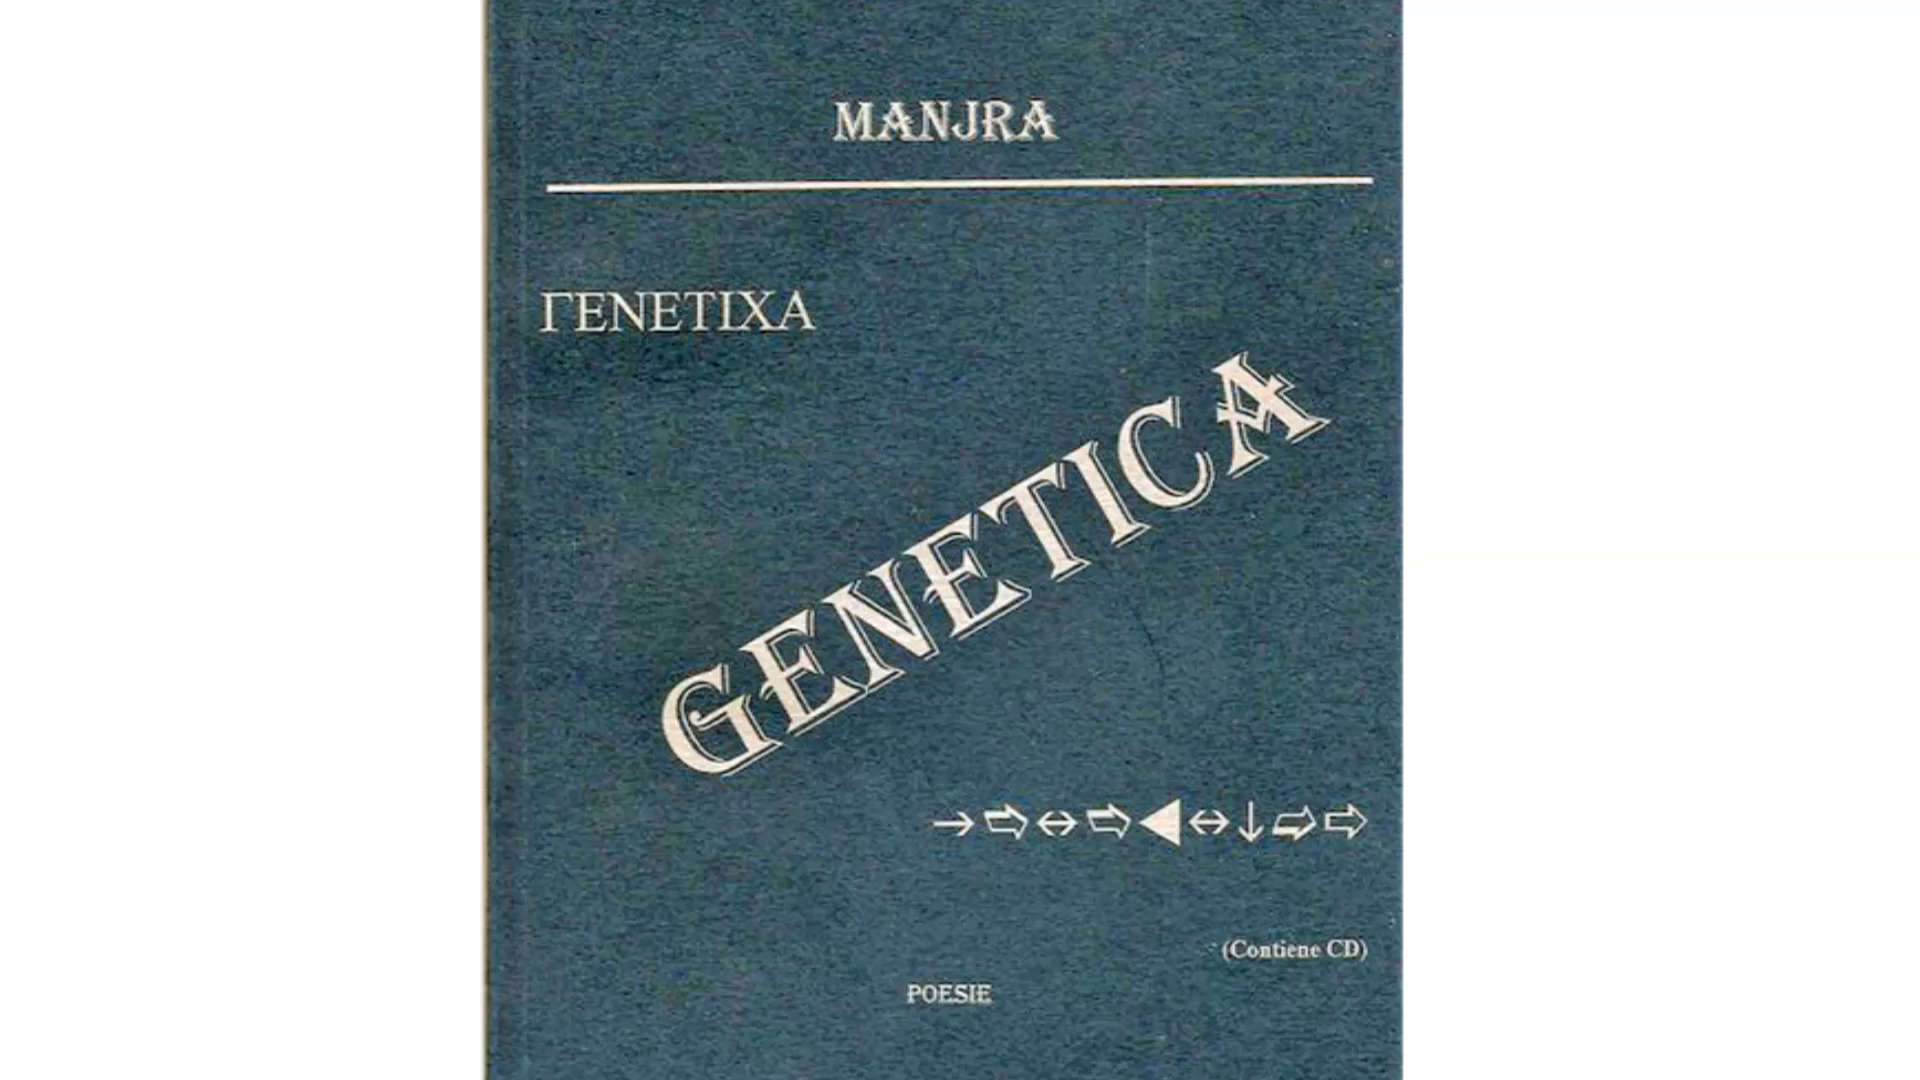 MANJRA
ΓΕΝΕΤΙΧΑ
GENETICA
→ ⇨ ⇔ ⇨ ◀ ⇔ ↓ ⇨ ⇨
(Contiene CD)
POESIE